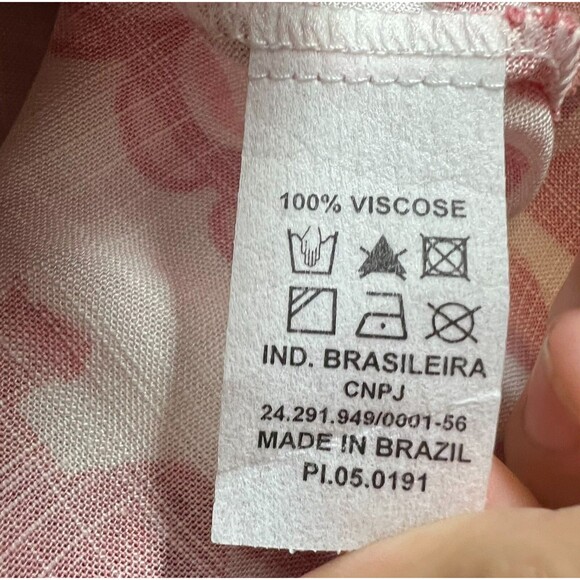 100% VISCOSE
IND. BRASILEIRA
CNPJ
24.291.949/0001-56
MADE IN BRAZIL
PI.05.0191